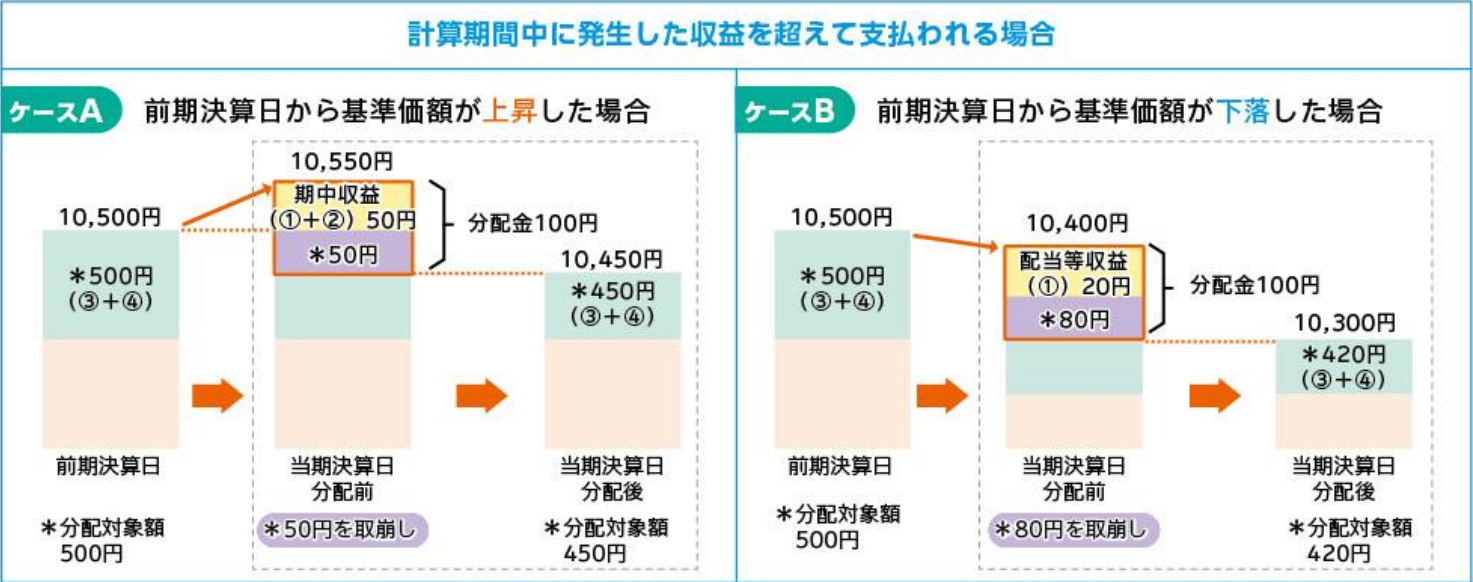 計算期間中に発生した収益を超えて支払われる場合
ケースA 前期決算日から基準価額が上昇した場合
10,500円
＊500円
（③＋④）
前期決算日
＊分配対象額
500円
10,550円
期中収益
（①＋②）50円
＊50円
分配金100円
当期決算日
分配前
＊50円を取崩し
10,450円
＊450円
（③＋④）
当期決算日
分配後
＊分配対象額
450円
ケースB 前期決算日から基準価額が下落した場合
10,500円
＊500円
（③＋④）
前期決算日
＊分配対象額
500円
10,400円
配当等収益
（①）20円
＊80円
分配金100円
当期決算日
分配前
＊80円を取崩し
10,300円
＊420円
（③＋④）
当期決算日
分配後
＊分配対象額
420円